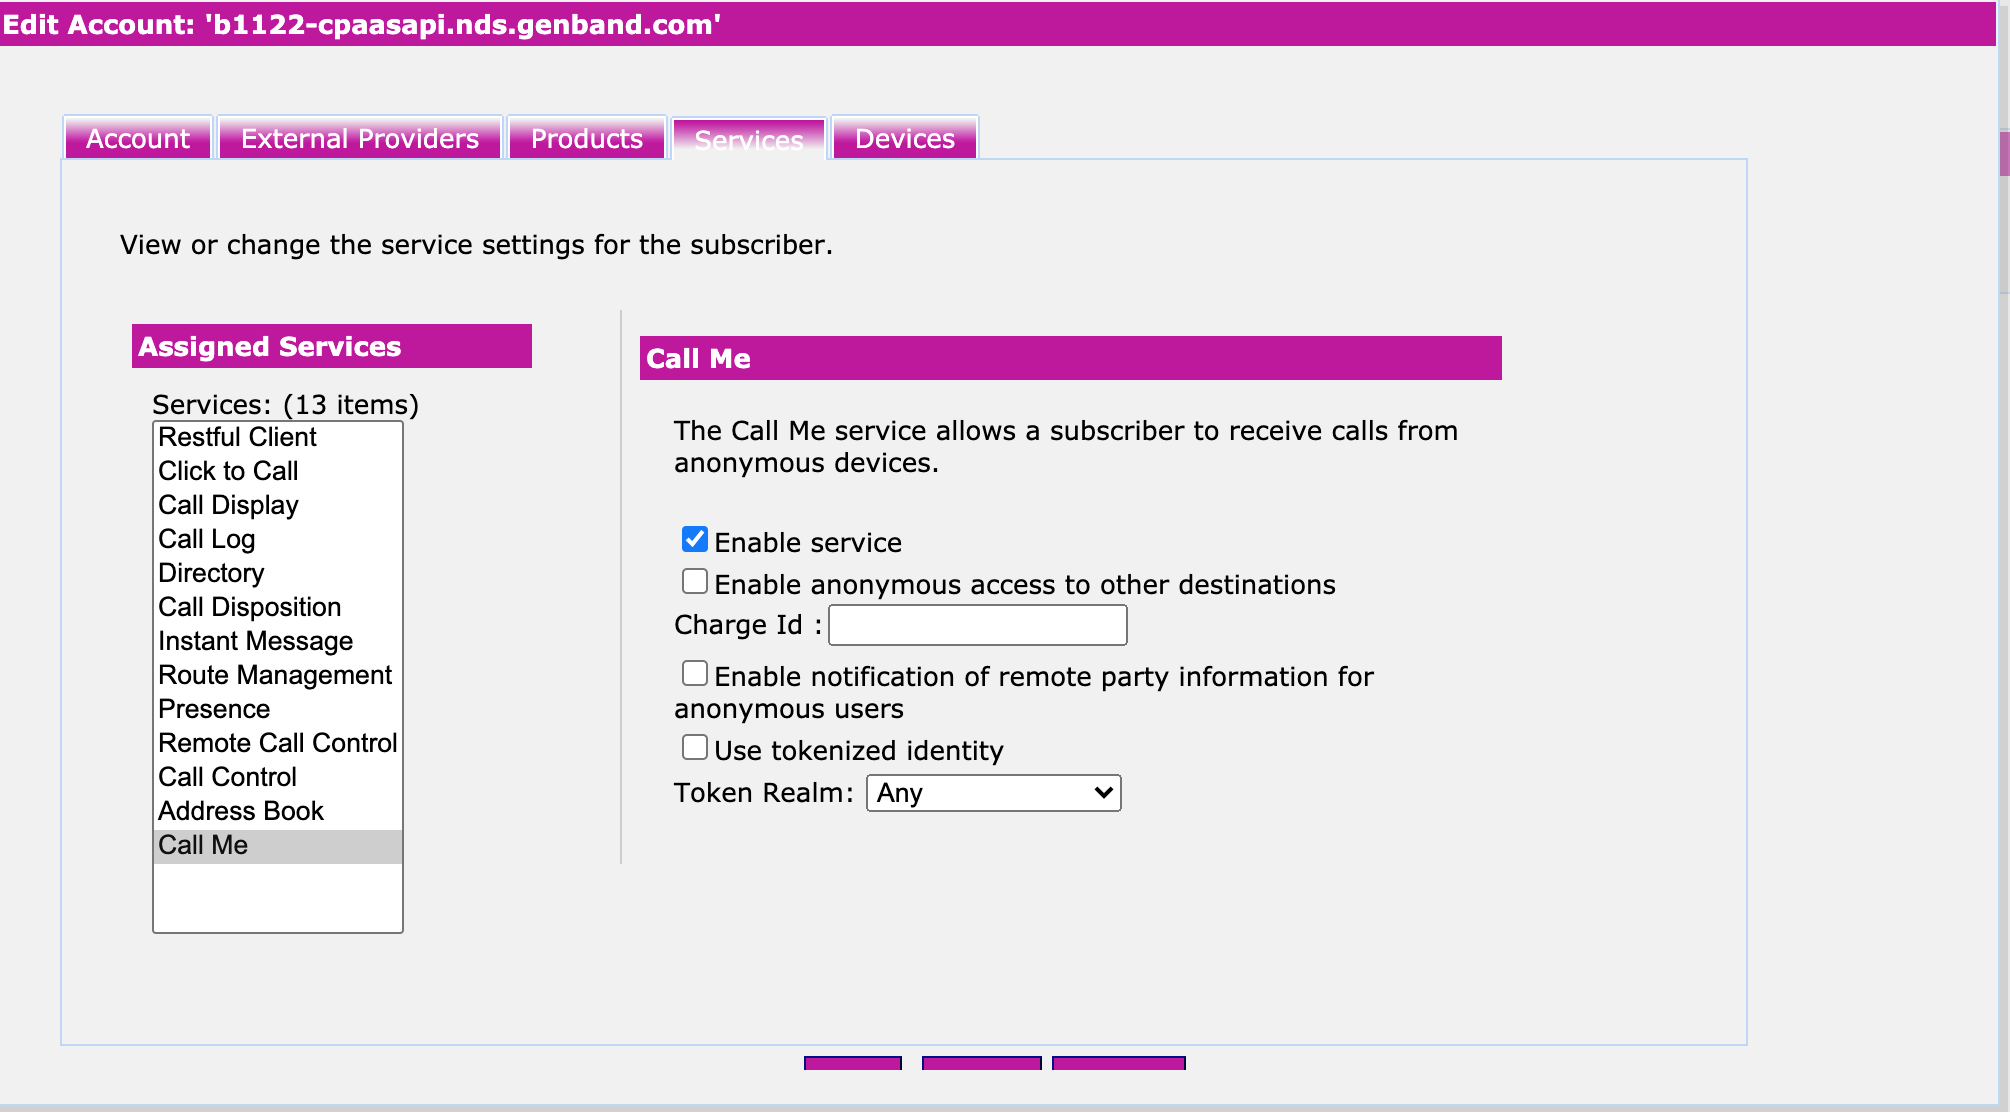 Edit Account: 'b1122-cpaasapi.nds.genband.com'
Account
External Providers
Products
Services
Devices
View or change the service settings for the subscriber.
Assigned Services
Services: (13 items)
Restful Client
Click to Call
Call Display
Call Log
Directory
Call Disposition
Instant Message
Route Management
Presence
Remote Call Control
Call Control
Address Book
Call Me
Call Me
The Call Me service allows a subscriber to receive calls from
anonymous devices.
Enable service
Enable anonymous access to other destinations
Charge Id :
Enable notification of remote party information for
anonymous users
Use tokenized identity
Token Realm: Any